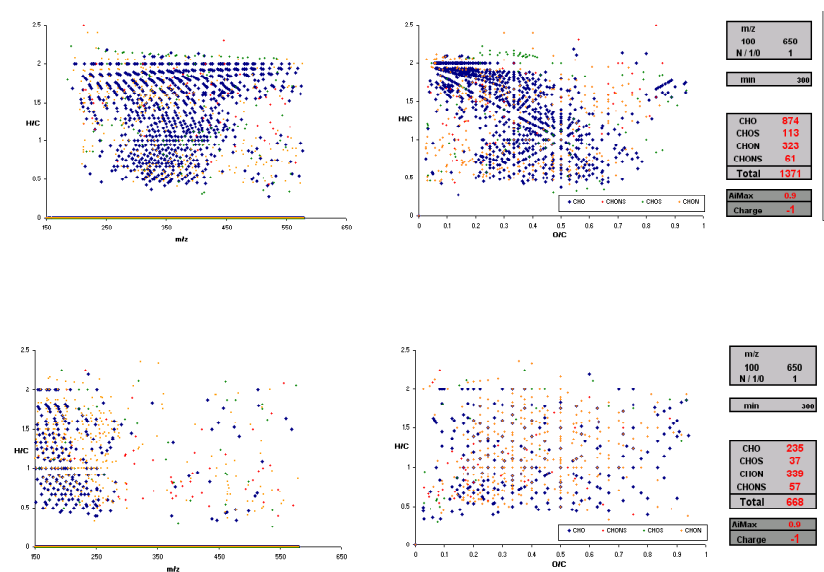 2.5
2
1.5
H/C
1
0.5
0
150 250 350 450 550 650
m/z
2.5
2
1.5
H/C
1
0.5
0
0 0.1 0.2 0.3 0.4 0.5 0.6 0.7 0.8 0.9 1
O/C
CHO CHONS CHOS CHON
m/z
100 650
N / 1/0 1
min 300
CHO 874
CHOS 113
CHON 323
CHONS 61
Total 1371
AiMax 0.9
Charge -1
2.5
2
1.5
H/C
1
0.5
0
150 250 350 450 550 650
m/z
2.5
2
1.5
H/C
1
0.5
0
0 0.1 0.2 0.3 0.4 0.5 0.6 0.7 0.8 0.9 1
O/C
CHO CHONS CHOS CHON
m/z
100 650
N / 1/0 1
min 300
CHO 235
CHOS 37
CHON 339
CHONS 57
Total 668
AiMax 0.9
Charge -1